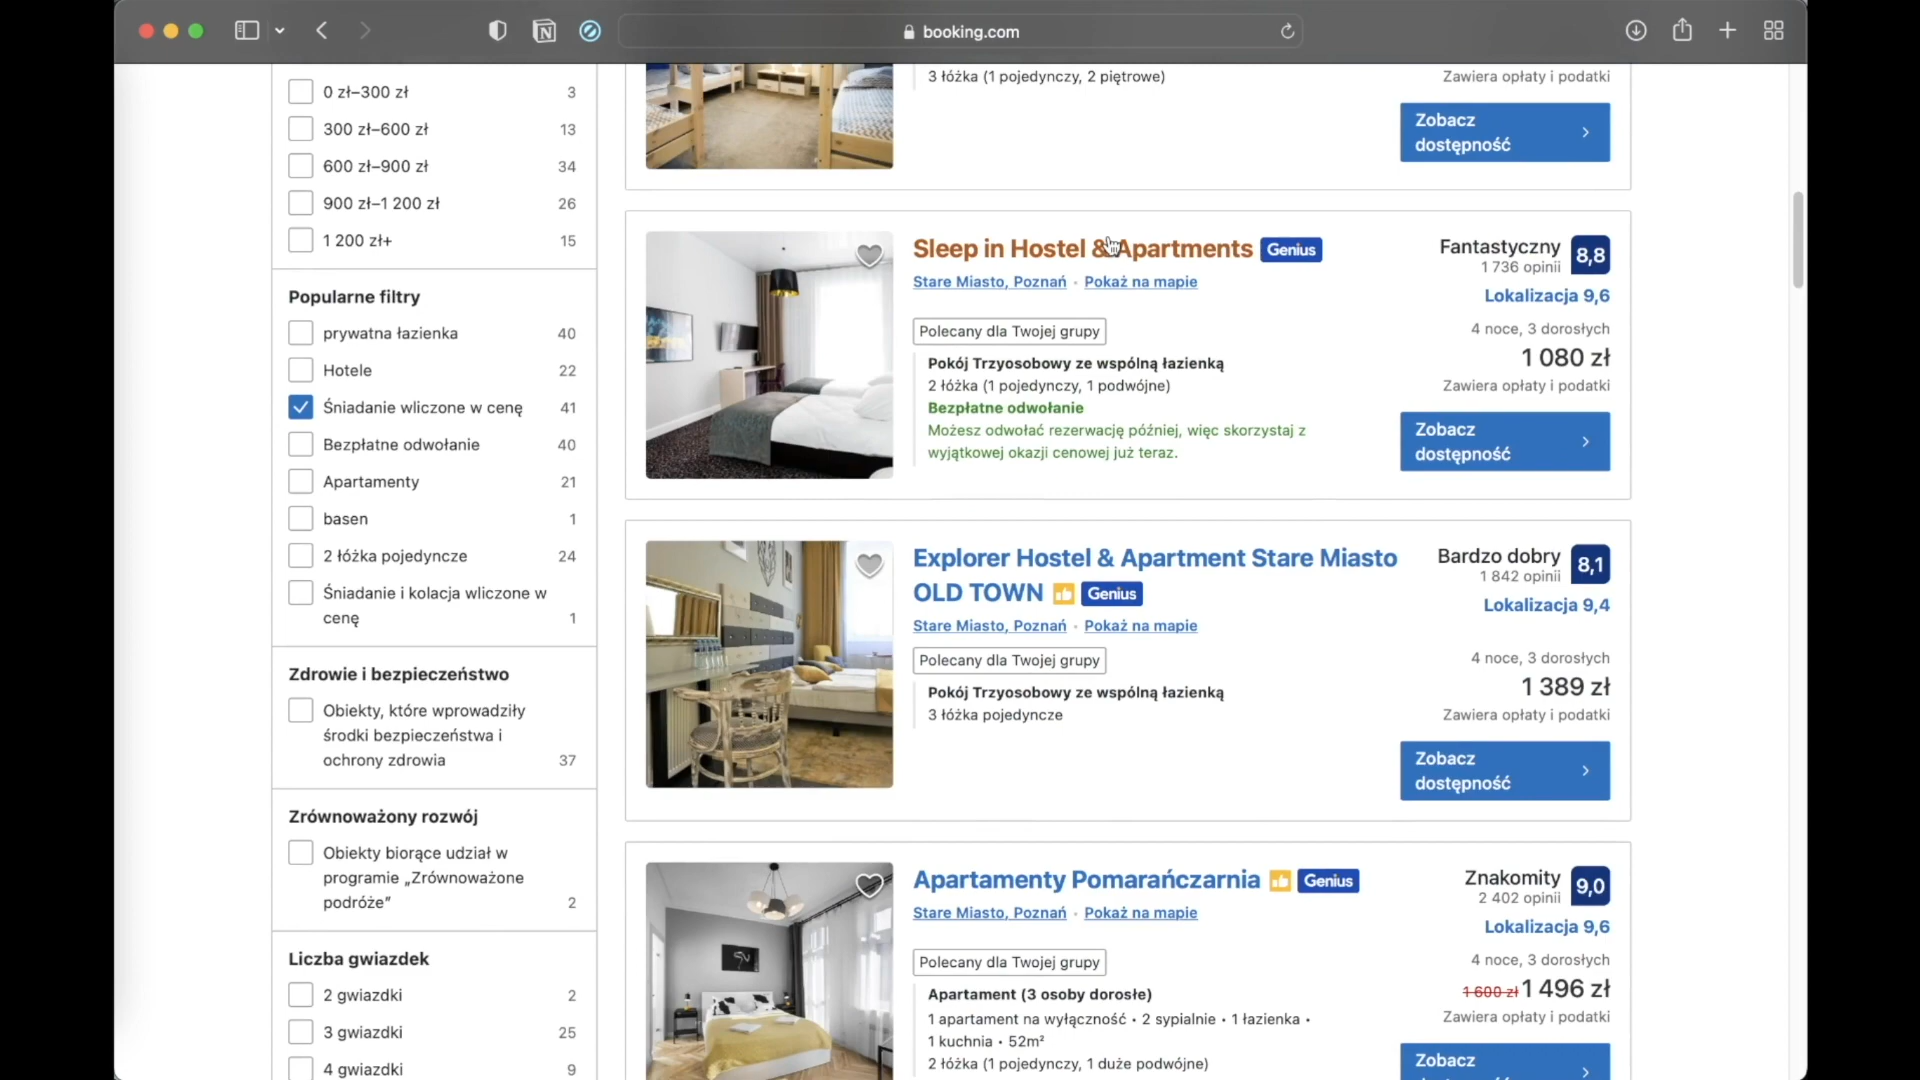 booking.com
0 zł–300 zł 3
300 zł–600 zł 13
600 zł–900 zł 34
900 zł–1 200 zł 26
1 200 zł+ 15
Popularne filtry
prywatna łazienka 40
Hotele 22
Śniadanie wliczone w cenę 41
Bezpłatne odwołanie 40
Apartamenty 21
basen 1
2 łóżka pojedyncze 24
Śniadanie i kolacja wliczone w
cenę 1
Zdrowie i bezpieczeństwo
Obiekty, które wprowadziły
środki bezpieczeństwa i
ochrony zdrowia 37
Zrównoważony rozwój
Obiekty biorące udział w
programie „Zrównoważone
podróże” 2
Liczba gwiazdek
2 gwiazdki 2
3 gwiazdki 25
4 gwiazdki 9
3 łóżka (1 pojedynczy, 2 piętrowe)
Zawiera opłaty i podatki
Zobacz
dostępność
Sleep in Hostel & Apartments Genius
Stare Miasto, Poznań · Pokaż na mapie
Polecany dla Twojej grupy
Pokój Trzyosobowy ze wspólną łazienką
2 łóżka (1 pojedynczy, 1 podwójne)
Bezpłatne odwołanie
Możesz odwołać rezerwację później, więc skorzystaj z
wyjątkowej okazji cenowej już teraz.
Fantastyczny 8,8
1 736 opinii
Lokalizacja 9,6
4 noce, 3 dorosłych
1 080 zł
Zawiera opłaty i podatki
Zobacz
dostępność
Explorer Hostel & Apartment Stare Miasto
OLD TOWN Genius
Stare Miasto, Poznań · Pokaż na mapie
Polecany dla Twojej grupy
Pokój Trzyosobowy ze wspólną łazienką
3 łóżka pojedyncze
Bardzo dobry 8,1
1 842 opinii
Lokalizacja 9,4
4 noce, 3 dorosłych
1 389 zł
Zawiera opłaty i podatki
Zobacz
dostępność
Apartamenty Pomarańczarnia Genius
Stare Miasto, Poznań · Pokaż na mapie
Polecany dla Twojej grupy
Apartament (3 osoby dorosłe)
1 apartament na wyłączność • 2 sypialnie • 1 łazienka •
1 kuchnia • 52m²
2 łóżka (1 pojedynczy, 1 duże podwójne)
Znakomity 9,0
2 402 opinii
Lokalizacja 9,6
4 noce, 3 dorosłych
1 600 zł 1 496 zł
Zawiera opłaty i podatki
Zobacz